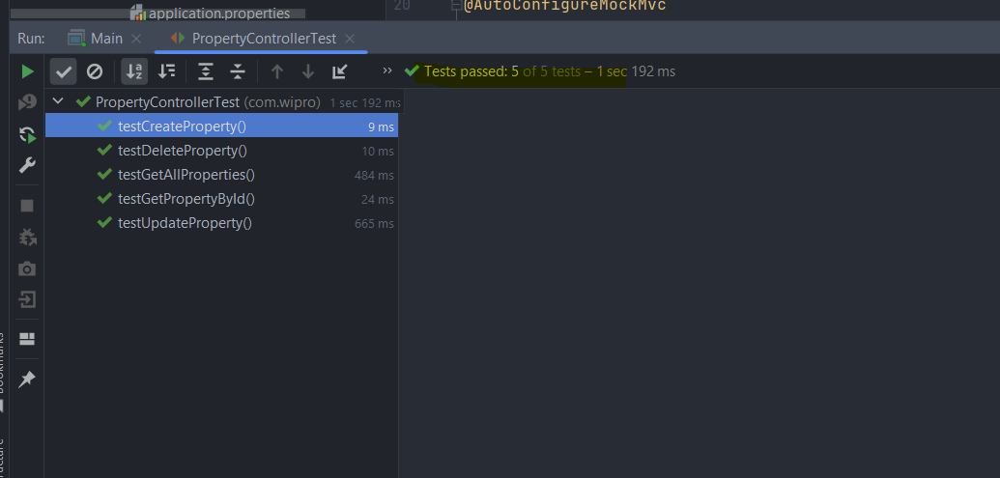 application.properties
20 @AutoConfigureMockMvc
Run: Main PropertyControllerTest
Tests passed: 5 of 5 tests – 1 sec 192 ms
PropertyControllerTest (com.wipro) 1 sec 192 ms
testCreateProperty() 9 ms
testDeleteProperty() 10 ms
testGetAllProperties() 484 ms
testGetPropertyById() 24 ms
testUpdateProperty() 665 ms